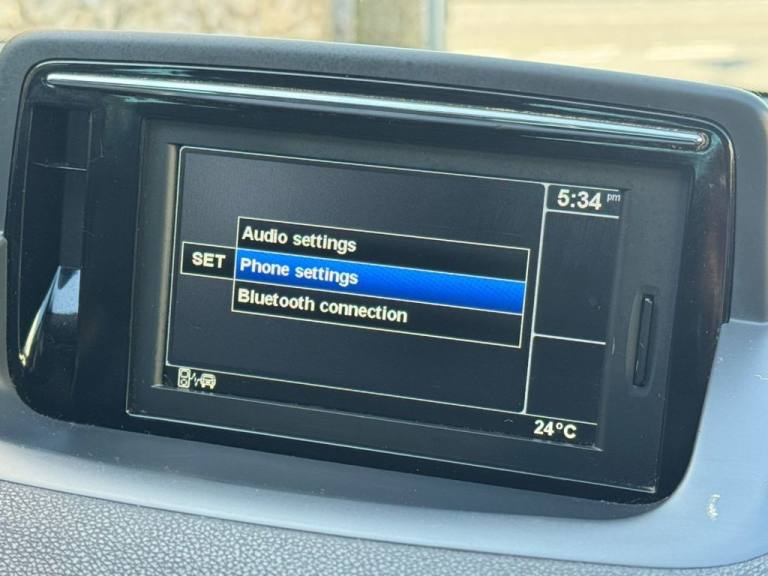 5:34 pm
Audio settings
SET
Phone settings
Bluetooth connection
24°C